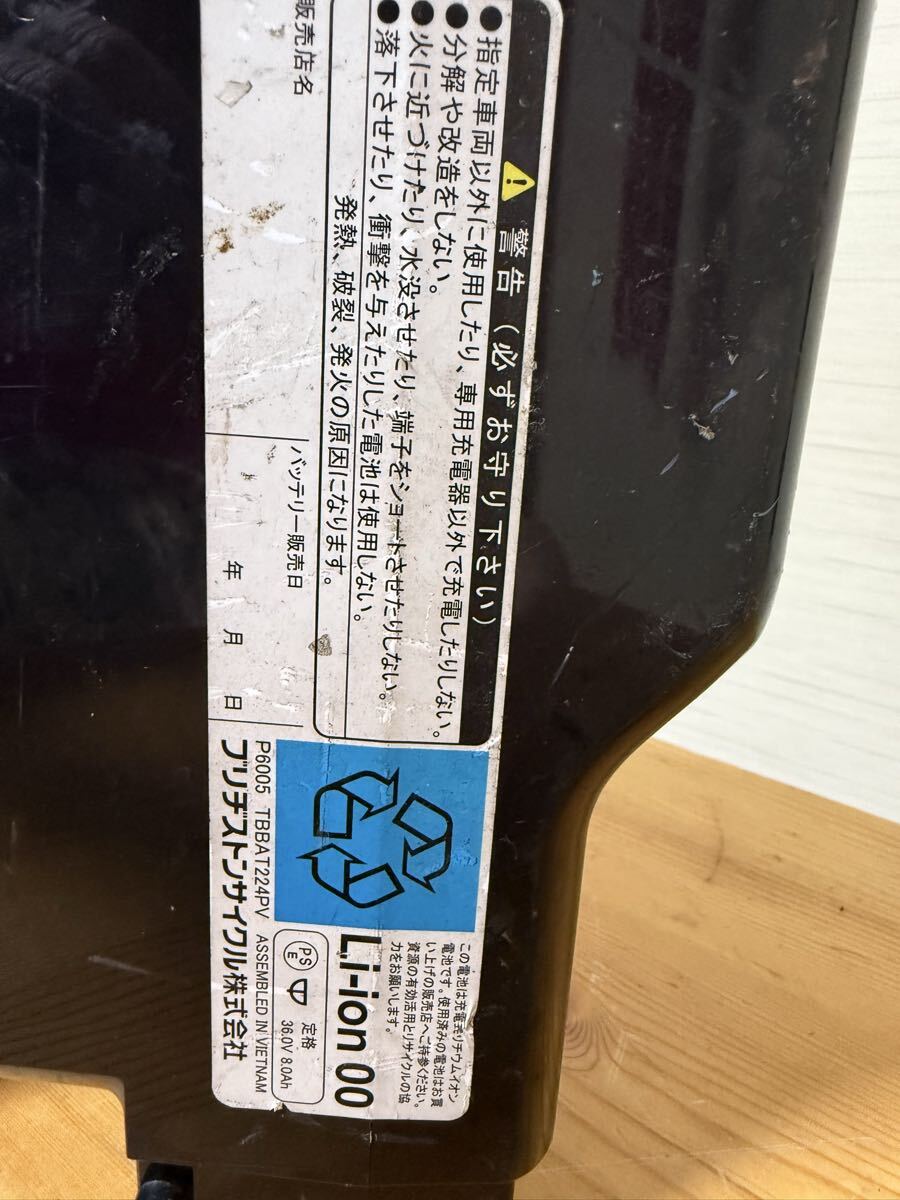 警告（必ずお守り下さい）
●指定車両以外に使用したり、専用充電器以外で充電したりしない。
●分解や改造をしない。
●火に近づけたり、水没させたり、端子をショートさせたりしない。
●落下させたり、衝撃を与えたりした電池は使用しない。
発熱、破裂、発火の原因になります。
販売店名
バッテリー販売日
年 月 日
この電池は充電式リチウムイオン
電池です。使用済みの電池はお買
い上げの販売店へご持参ください。
資源の有効活用とリサイクルの協
力をお願いします。
Li-ion 00
PS
E
定格
36.0V 8.0Ah
P6005 TBBAT224PV ASSEMBLED IN VIETNAM
ブリヂストンサイクル株式会社